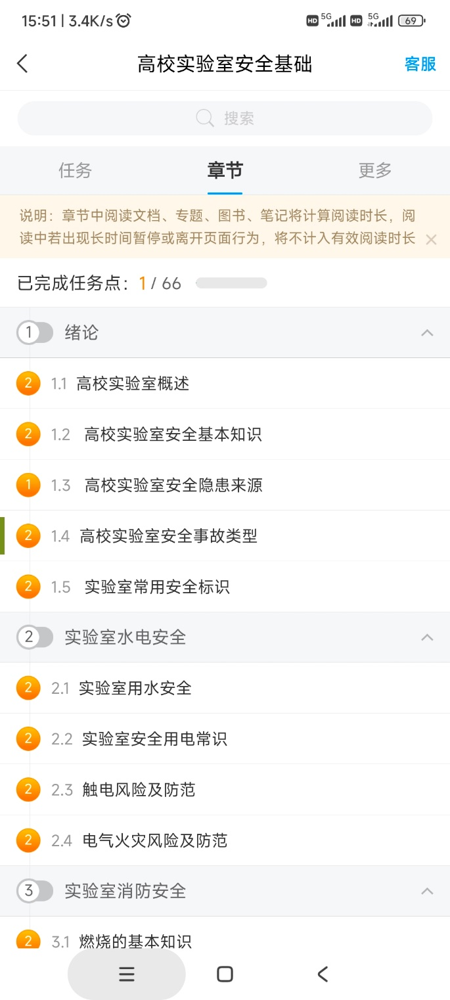 15:51 | 3.4K/s HD 5G HD 5G 69
高校实验室安全基础 客服
搜索
任务 章节 更多
说明：章节中阅读文档、专题、图书、笔记将计算阅读时长，阅
读中若出现长时间暂停或离开页面行为，将不计入有效阅读时长
已完成任务点：1 / 66
1 绪论
2 1.1 高校实验室概述
2 1.2 高校实验室安全基本知识
1 1.3 高校实验室安全隐患来源
2 1.4 高校实验室安全事故类型
2 1.5 实验室常用安全标识
2 实验室水电安全
2 2.1 实验室用水安全
2 2.2 实验室安全用电常识
2 2.3 触电风险及防范
2 2.4 电气火灾风险及防范
3 实验室消防安全
2 3.1 燃烧的基本知识